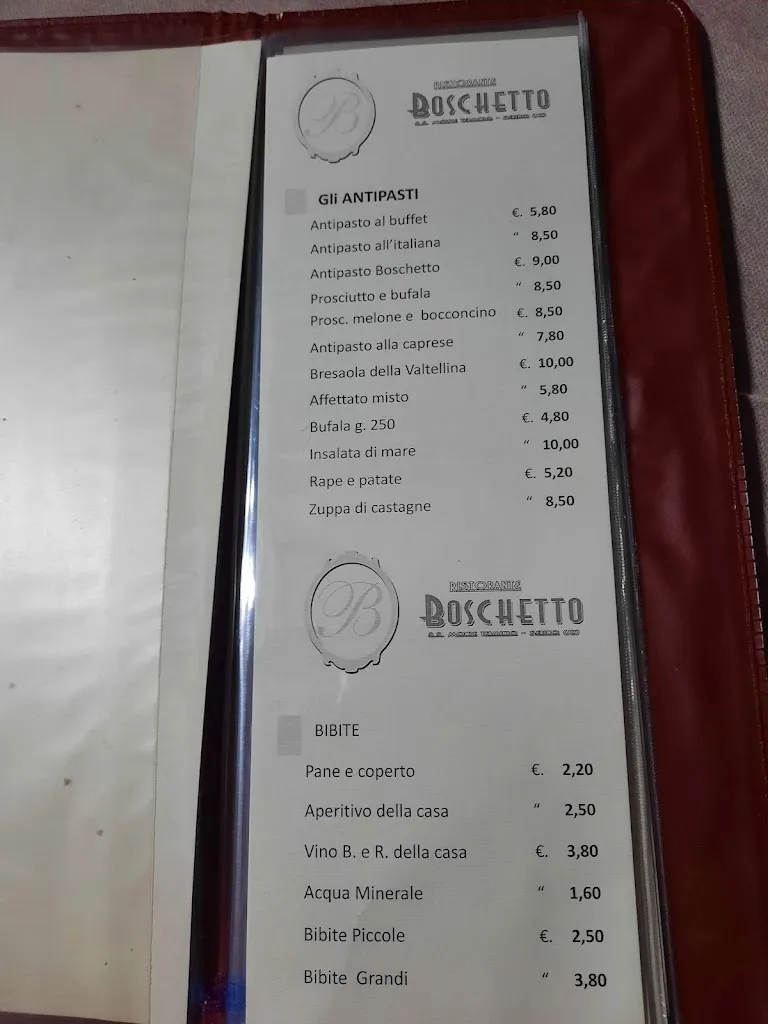 B
RISTORANTE
BOSCHETTO
Gli ANTIPASTI
Antipasto al buffet €. 5,80
Antipasto all'italiana “ 8,50
Antipasto Boschetto €. 9,00
Prosciutto e bufala “ 8,50
Prosc. melone e bocconcino €. 8,50
Antipasto alla caprese “ 7,80
Bresaola della Valtellina €. 10,00
Affettato misto “ 5,80
Bufala g. 250 €. 4,80
Insalata di mare “ 10,00
Rape e patate €. 5,20
Zuppa di castagne “ 8,50
B
RISTORANTE
BOSCHETTO
BIBITE
Pane e coperto €. 2,20
Aperitivo della casa “ 2,50
Vino B. e R. della casa €. 3,80
Acqua Minerale “ 1,60
Bibite Piccole €. 2,50
Bibite Grandi “ 3,80